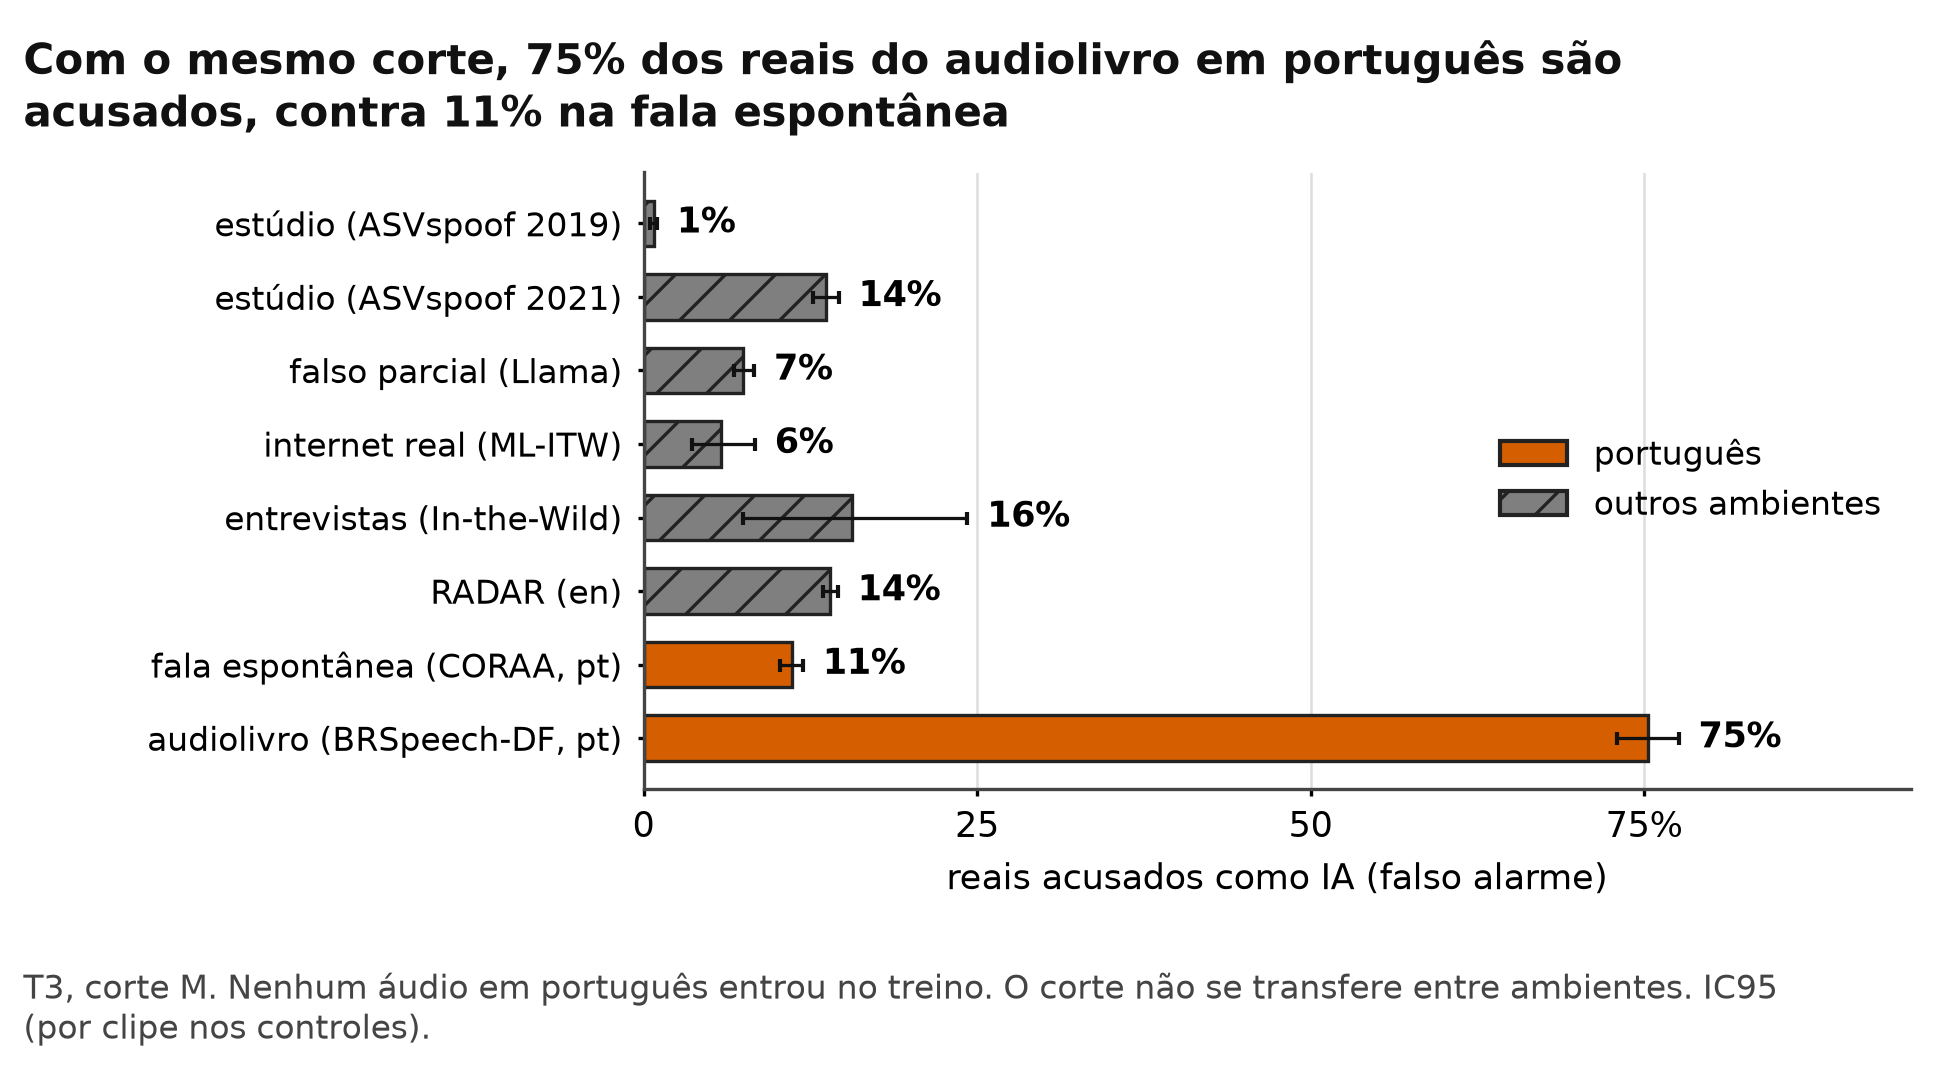 Com o mesmo corte, 75% dos reais do audiolivro em português são
acusados, contra 11% na fala espontânea
estúdio (ASVspoof 2019) 1%
estúdio (ASVspoof 2021) 14%
falso parcial (Llama) 7%
internet real (ML-ITW) 6%
entrevistas (In-the-Wild) 16%
RADAR (en) 14%
fala espontânea (CORAA, pt) 11%
audiolivro (BRSpeech-DF, pt) 75%
português
outros ambientes
0 25 50 75%
reais acusados como IA (falso alarme)
T3, corte M. Nenhum áudio em português entrou no treino. O corte não se transfere entre ambientes. IC95
(por clipe nos controles).